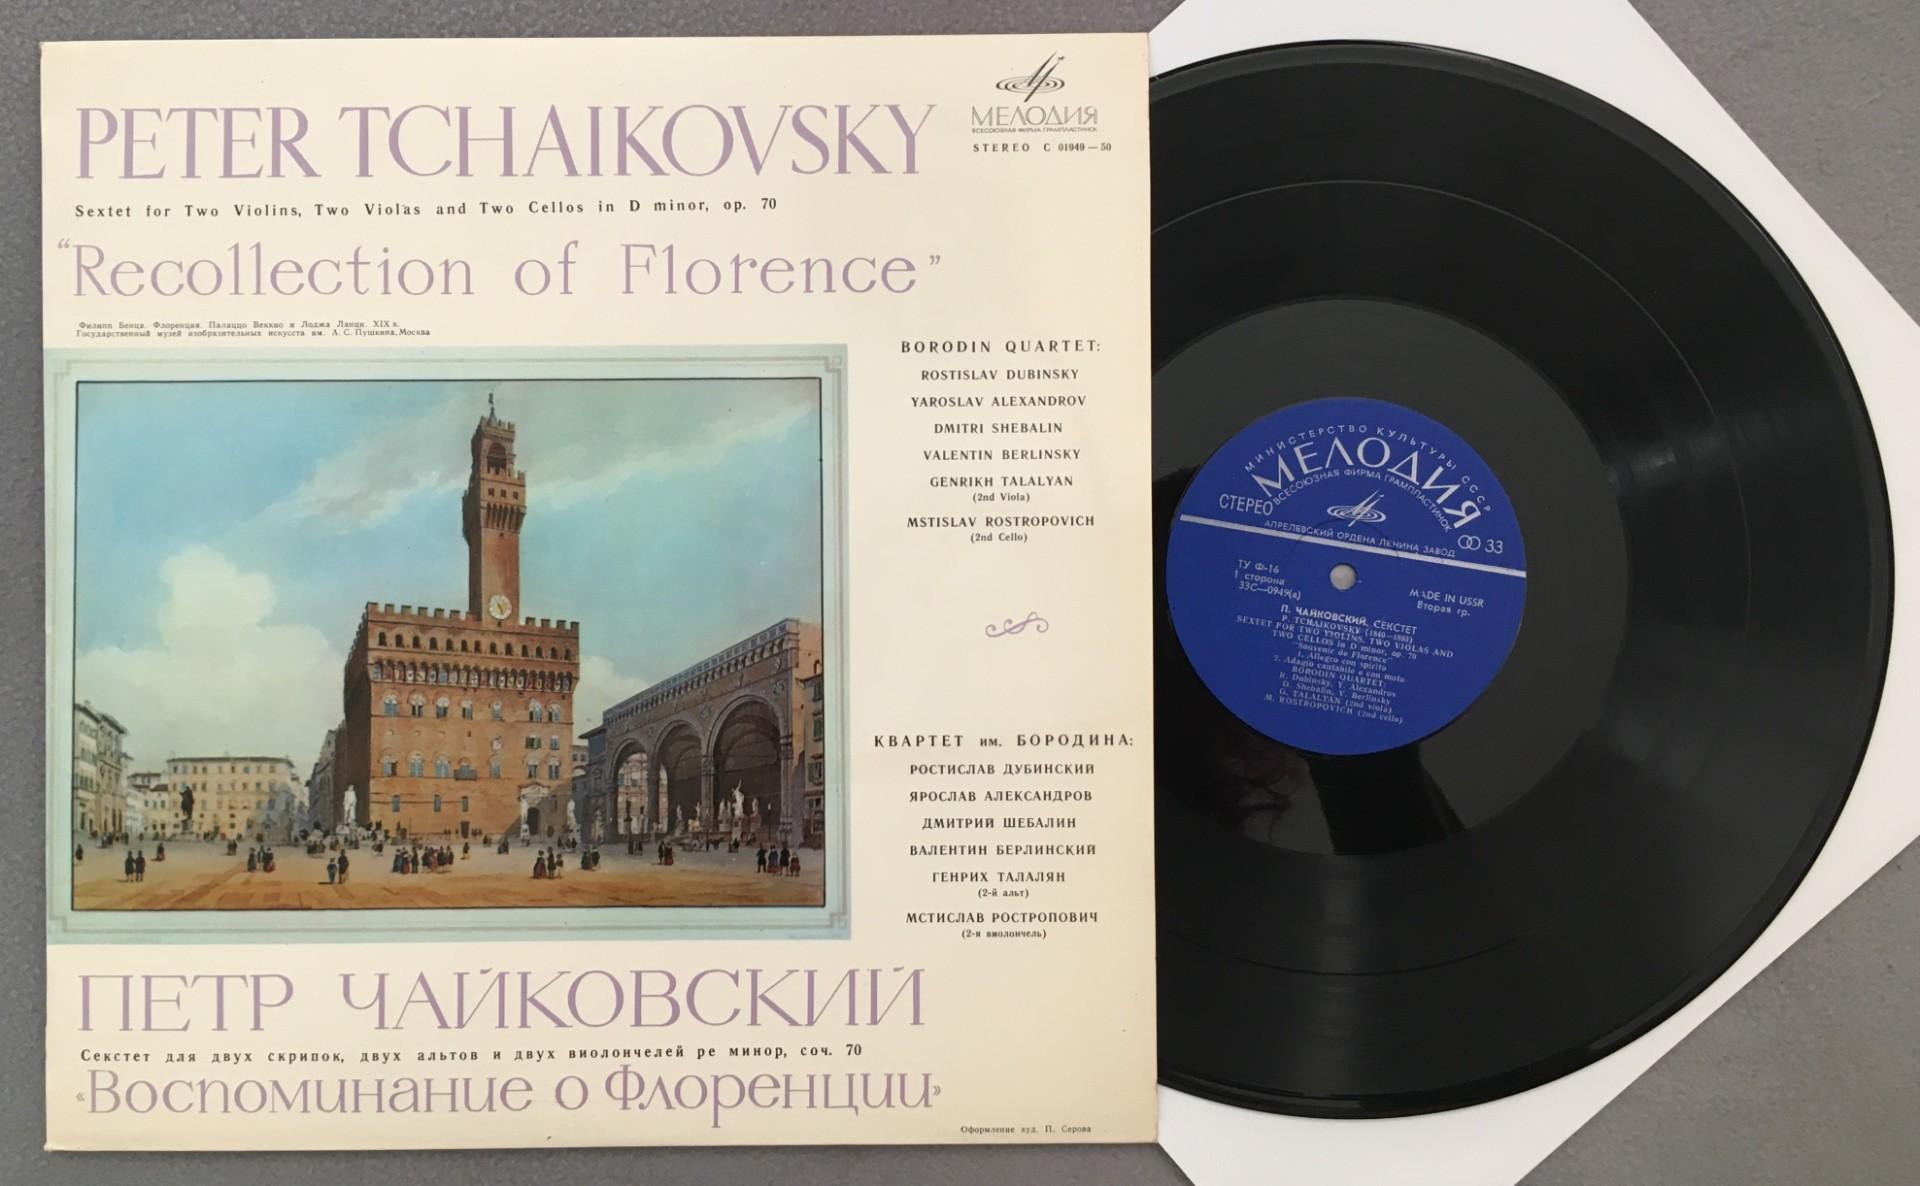 PETER TCHAIKOVSKY
МЕЛОДИЯ
ВСЕСОЮЗНАЯ ФИРМА ГРАМПЛАСТИНОК
STEREO С 01949—50
Sextet for Two Violins, Two Violas and Two Cellos in D minor, op. 70
“Recollection of Florence”
Филипп Бенца. Флоренция. Палаццо Веккио и Лоджа Ланци. XIX в.
Государственный музей изобразительных искусств им. А. С. Пушкина, Москва
BORODIN QUARTET:
ROSTISLAV DUBINSKY
YAROSLAV ALEXANDROV
DMITRI SHEBALIN
VALENTIN BERLINSKY
GENRIKH TALALYAN
(2nd Viola)
MSTISLAV ROSTROPOVICH
(2nd Cello)
КВАРТЕТ им. БОРОДИНА:
РОСТИСЛАВ ДУБИНСКИЙ
ЯРОСЛАВ АЛЕКСАНДРОВ
ДМИТРИЙ ШЕБАЛИН
ВАЛЕНТИН БЕРЛИНСКИЙ
ГЕНРИХ ТАЛАЛЯН
(2-й альт)
МСТИСЛАВ РОСТРОПОВИЧ
(2-я виолончель)
ПЕТР ЧАЙКОВСКИЙ
Секстет для двух скрипок, двух альтов и двух виолончелей ре минор, соч. 70
«Воспоминание о Флоренции»
Оформление худ. П. Серова
МИНИСТЕРСТВО КУЛЬТУРЫ СССР
МЕЛОДИЯ
ВСЕСОЮЗНАЯ ФИРМА ГРАМПЛАСТИНОК
СТЕРЕО
АПРЕЛЕВСКИЙ ОРДЕНА ЛЕНИНА ЗАВОД
33
ТУ Ф-16
1 сторона
33С—0949(а)
MADE IN USSR
Вторая гр.
П. ЧАЙКОВСКИЙ. СЕКСТЕТ
P. TCHAJKOVSKY (1840—1893)
SEXTET FOR TWO VIOLINS, TWO VIOLAS AND
TWO CELLOS in D minor, op. 70
"Souvenir de Florence"
1. Allegro con spirito
2. Adagio cantabile e con moto
BORODIN QUARTET:
R. Dubinsky, Y. Alexandrov
D. Shebalin, V. Berlinsky
G. TALALYAN (2nd viola)
M. ROSTROPOVICH (2nd cello)